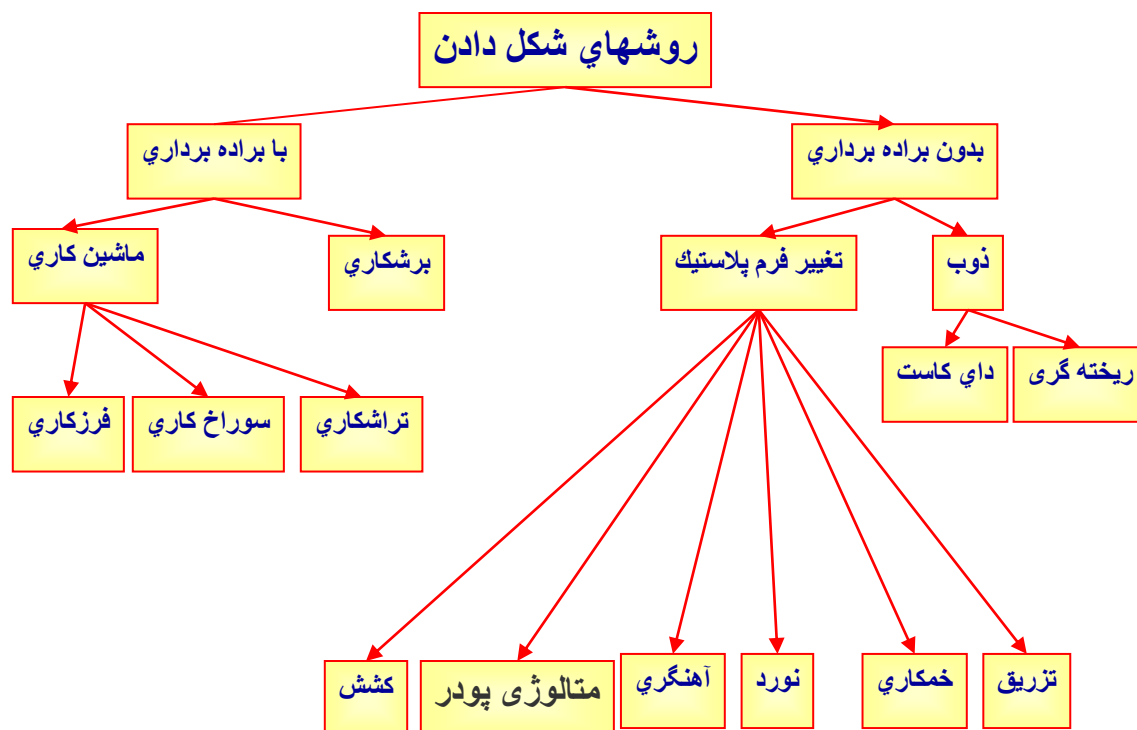 روشهاي شكل دادن
بدون براده برداري
با براده برداري
ذوب
تغيير فرم پلاستيك
برشكاري
ماشين كاري
ريخته گری
داي كاست
تراشكاري
سوراخ كاري
فرزكاري
تزريق
خمكاري
نورد
آهنگري
متالوژی پودر
كشش